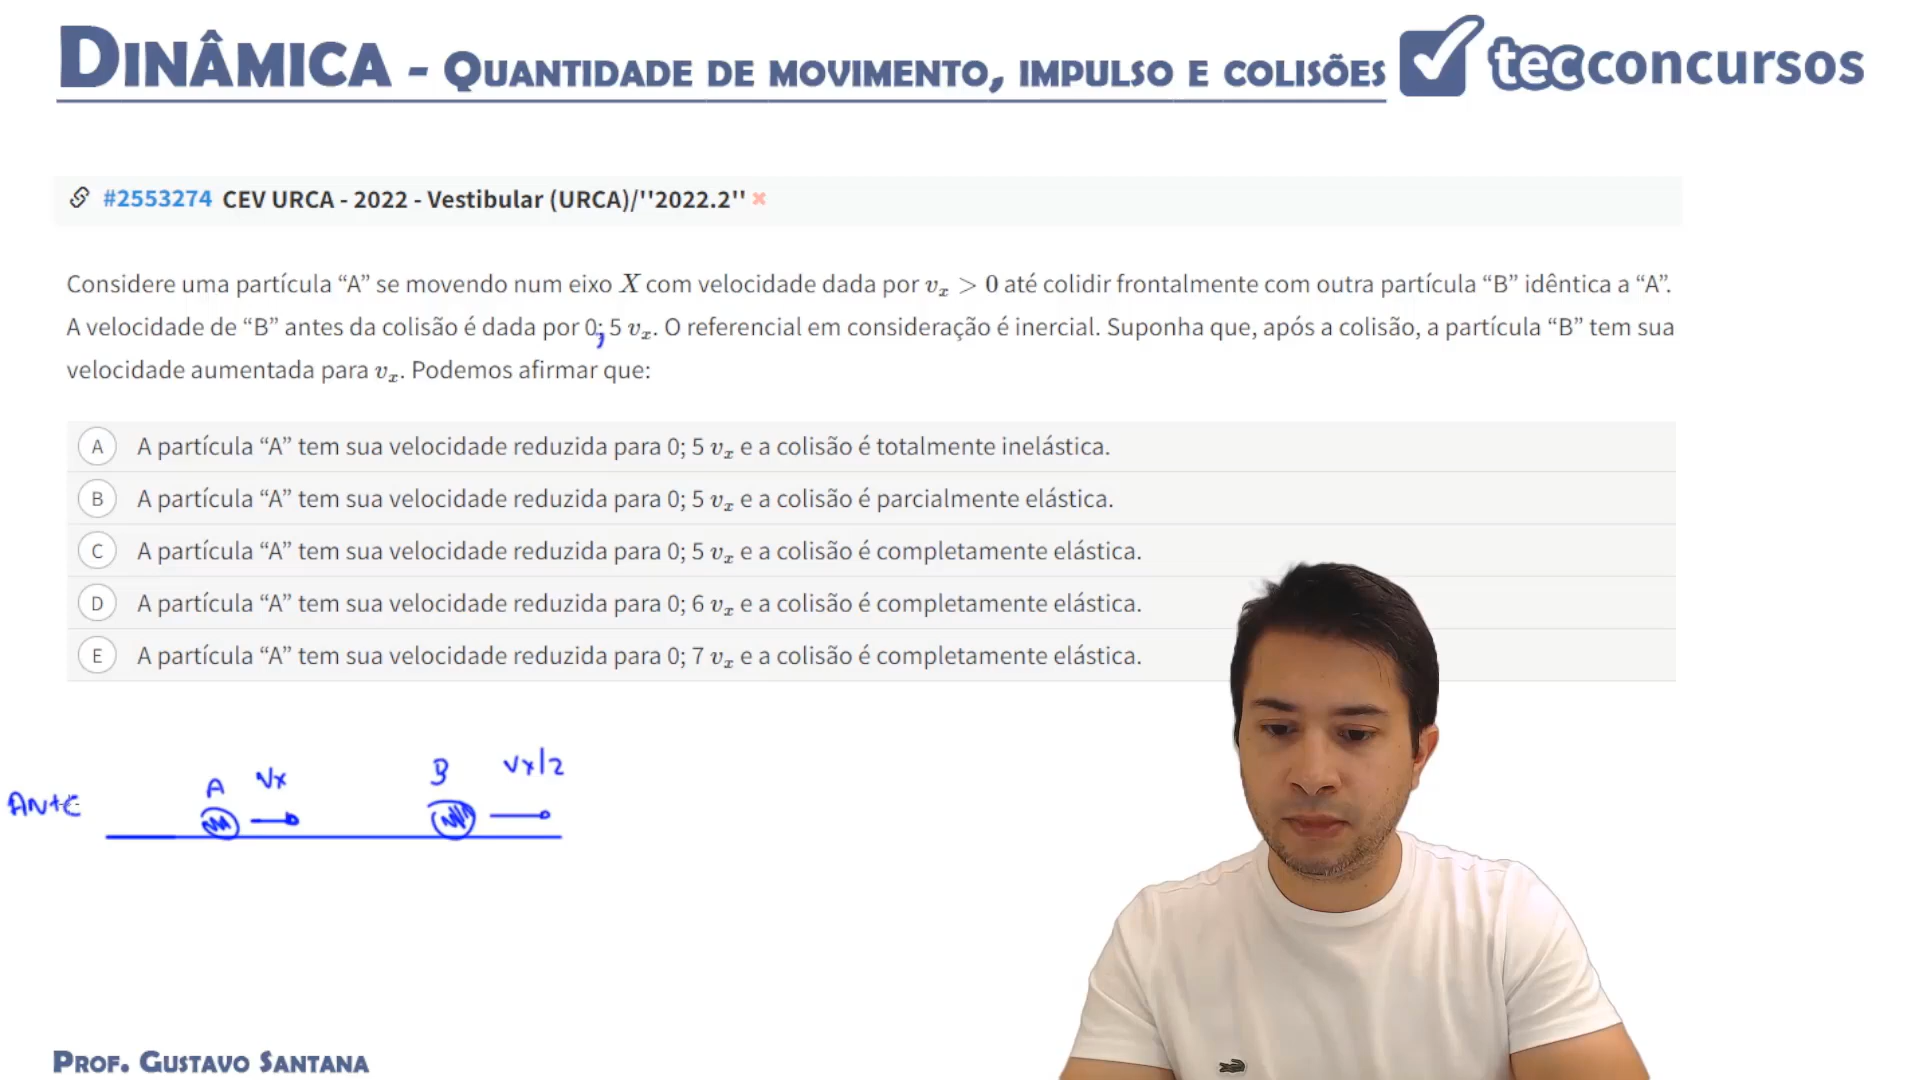 DINÂMICA - QUANTIDADE DE MOVIMENTO, IMPULSO E COLISÕES
tecconcursos
#2553274 CEV URCA - 2022 - Vestibular (URCA)/''2022.2''
Considere uma partícula “A” se movendo num eixo X com velocidade dada por vₓ > 0 até colidir frontalmente com outra partícula “B” idêntica a “A”.
A velocidade de “B” antes da colisão é dada por 0; 5 vₓ. O referencial em consideração é inercial. Suponha que, após a colisão, a partícula “B” tem sua
velocidade aumentada para vₓ. Podemos afirmar que:
A A partícula “A” tem sua velocidade reduzida para 0; 5 vₓ e a colisão é totalmente inelástica.
B A partícula “A” tem sua velocidade reduzida para 0; 5 vₓ e a colisão é parcialmente elástica.
C A partícula “A” tem sua velocidade reduzida para 0; 5 vₓ e a colisão é completamente elástica.
D A partícula “A” tem sua velocidade reduzida para 0; 6 vₓ e a colisão é completamente elástica.
E A partícula “A” tem sua velocidade reduzida para 0; 7 vₓ e a colisão é completamente elástica.
ANTE A Vx B Vx/2
PROF. GUSTAVO SANTANA